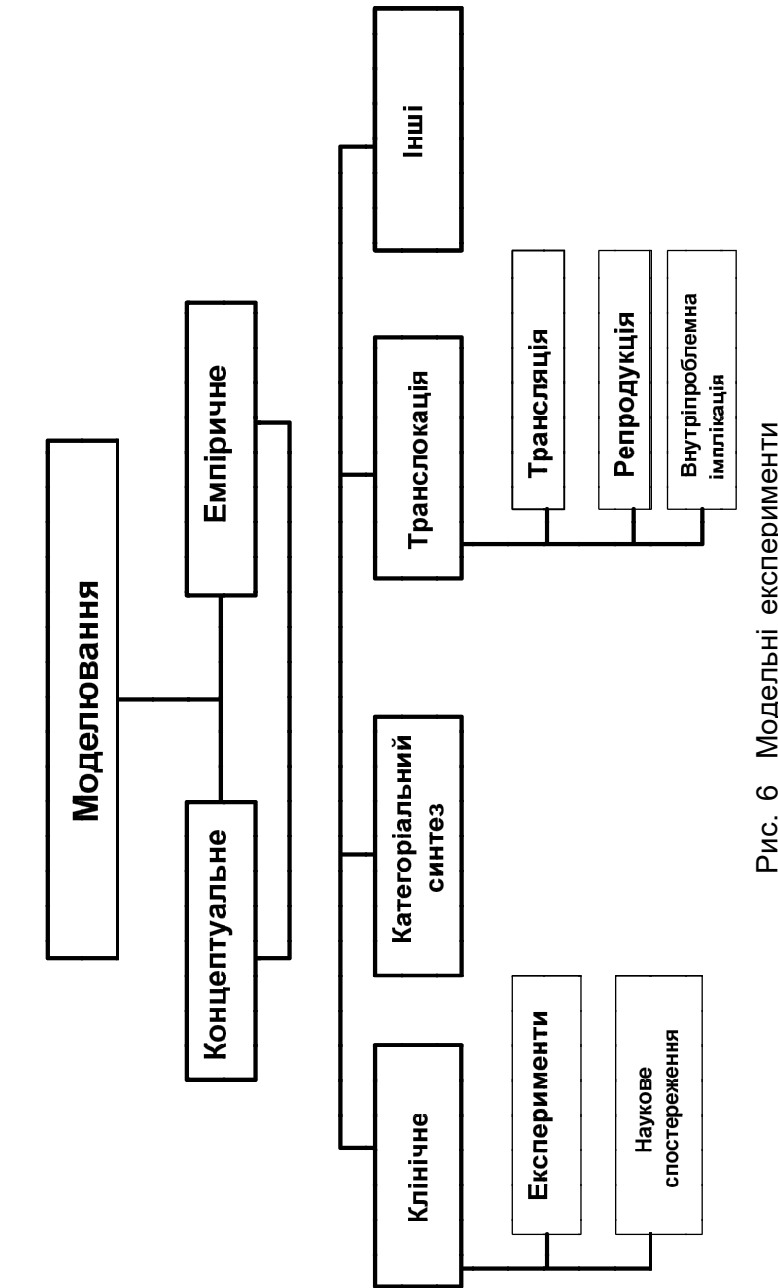 Моделювання
Концептуальне
Емпіричне
Клінічне
Категоріальний
синтез
Транслокація
Інші
Експерименти
Наукове
спостереження
Трансляція
Репродукція
Внутріпроблемна
імплікація
Рис. 6 Модельні експерименти